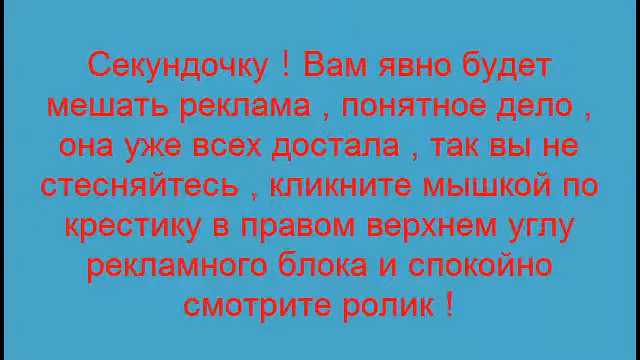 Секундочку ! Вам явно будет
мешать реклама , понятное дело ,
она уже всех достала , так вы не
стесняйтесь , кликните мышкой по
крестику в правом верхнем углу
рекламного блока и спокойно
смотрите ролик !